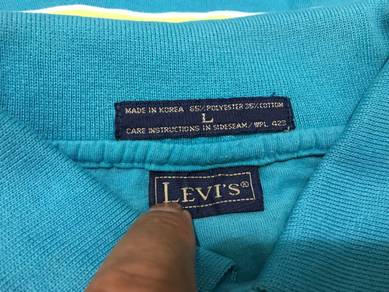 MADE IN KOREA 65% POLYESTER 35% COTTON
L
CARE INSTRUCTIONS IN SIDESEAM / WPL 423
LEVI'S®